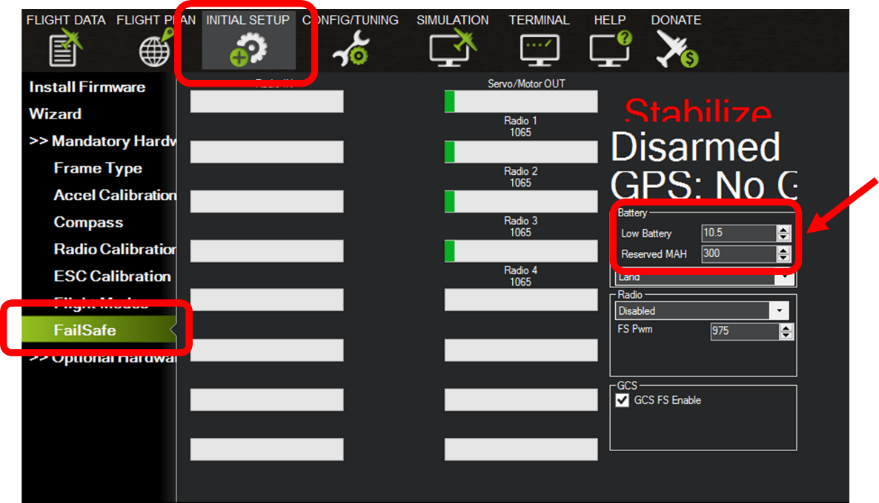 FLIGHT DATA FLIGHT PLAN INITIAL SETUP CONFIG/TUNING SIMULATION TERMINAL HELP DONATE
Install Firmware
Wizard
>> Mandatory Hardw
Frame Type
Accel Calibration
Compass
Radio Calibration
ESC Calibration
Flight Modes
FailSafe
>> Optional Hardwa
Radio IN
Servo/Motor OUT
Radio 1
1065
Radio 2
1065
Radio 3
1065
Radio 4
1065
Stabilize
Disarmed
GPS: No G
Battery
Low Battery 10.5
Reserved MAH 300
Land
Radio
Disabled
FS Pwm 975
GCS
GCS FS Enable